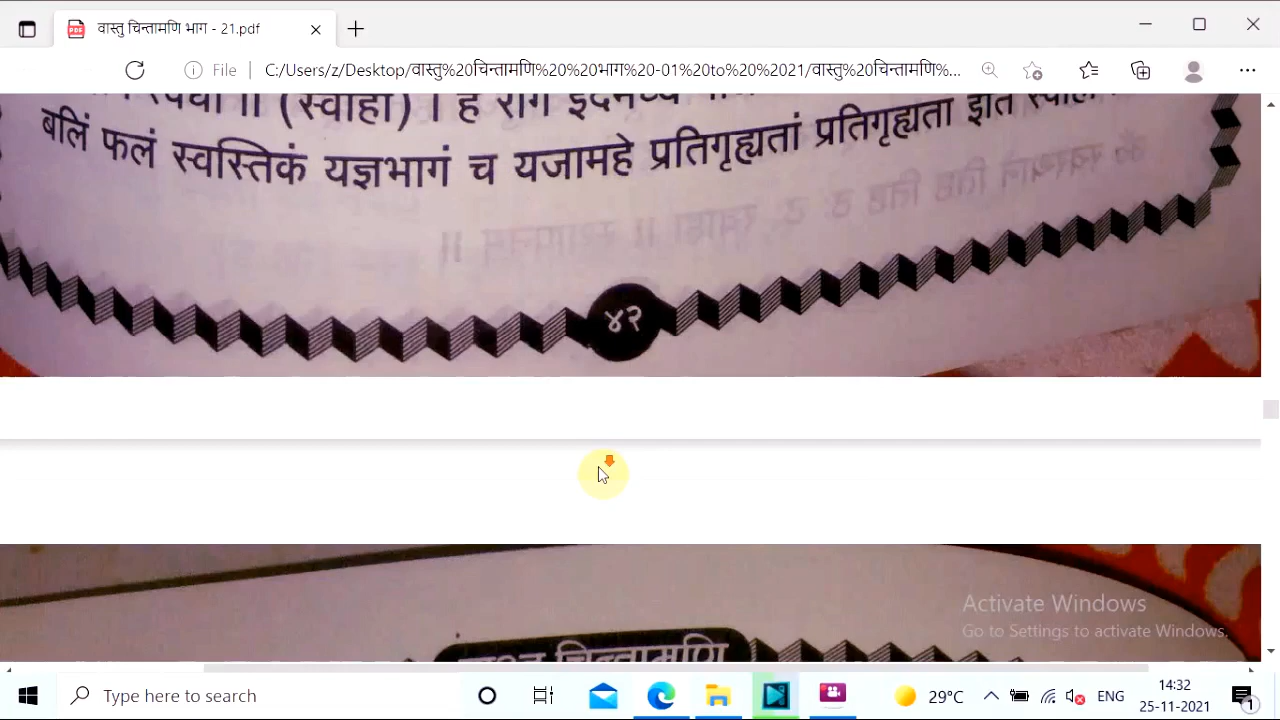 वास्तु चिन्तामणि भाग - 21.pdf
File
C:/Users/z/Desktop/वास्तु%20चिन्तामणि%20%20भाग%20-01%20to%20%2021/वास्तु%20चिन्तामणि%...
(स्वाहा) ।
बलिं फलं स्वस्तिकं यज्ञभागं च यजामहे प्रतिगृह्यतां प्रतिगृह्यता इति
४२
चिन्तामणि
Activate Windows
Go to Settings to activate Windows.
Type here to search
29°C
ENG
14:32
25-11-2021
1